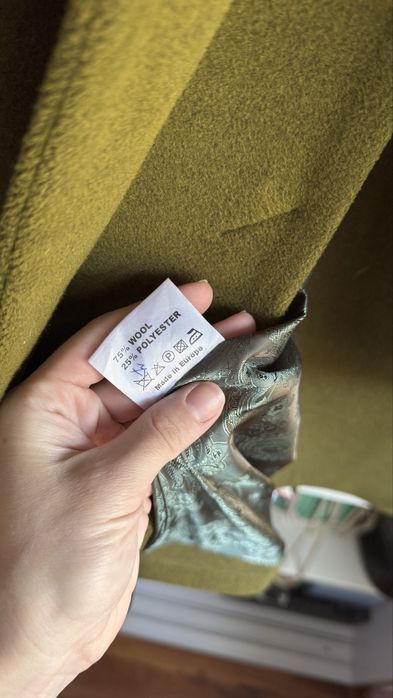 75% WOOL
25% POLYESTER
P
Made in Europe